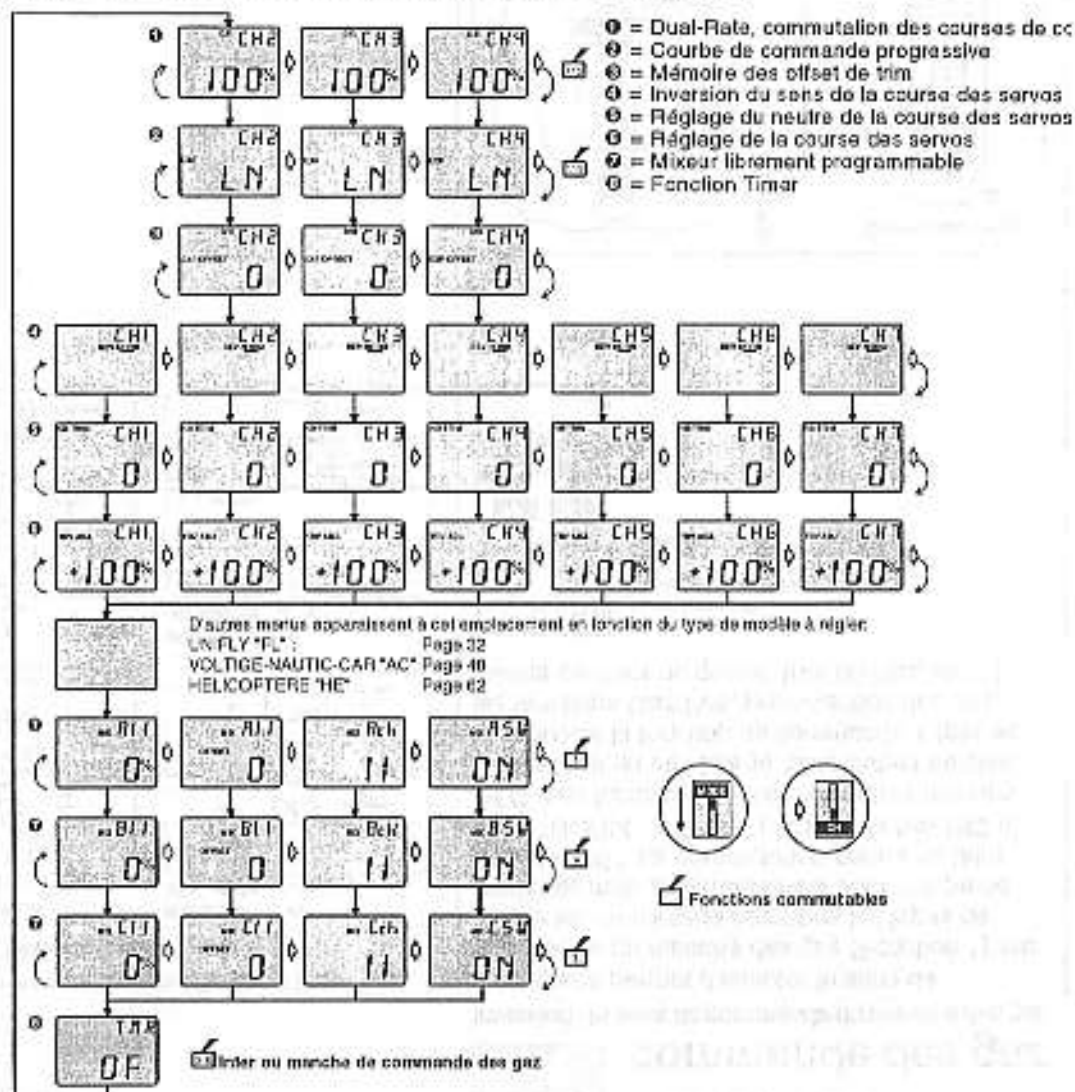 ❶ = Dual-Rate, commutation des courses de cc
❷ = Courbe de commande progressive
❸ = Mémoire des offset de trim
❹ = Inversion du sens de la course des servos
❺ = Réglage du neutre de la course des servos
❻ = Réglage de la course des servos
❼ = Mixeur librement programmable
❽ = Fonction Timer
CH2 CH3 CH4
100% 100% 100%
CH2 CH3 CH4
LN LN LN
CH2 CH3 CH4
0 0 0
CH1 CH2 CH3 CH4 CH5 CH6 CH7
CH1 CH2 CH3 CH4 CH5 CH6 CH7
0 0 0 0 0 0 0
CH1 CH2 CH3 CH4 CH5 CH6 CH7
+100% +100% +100% +100% +100% +100% +100%
D'autres menus apparaissent à cet emplacement en fonction du type de modèle à régler:
UNIFLY "FL" : Page 32
VOLTIGE-NAUTIC-CAR "AC" Page 40
HELICOPTERE "HE" Page 62
0% 0 11 ON
0% 0 11 ON
Fonctions commutables
0% 0 11 ON
OF
Inter ou manche de commande des gaz